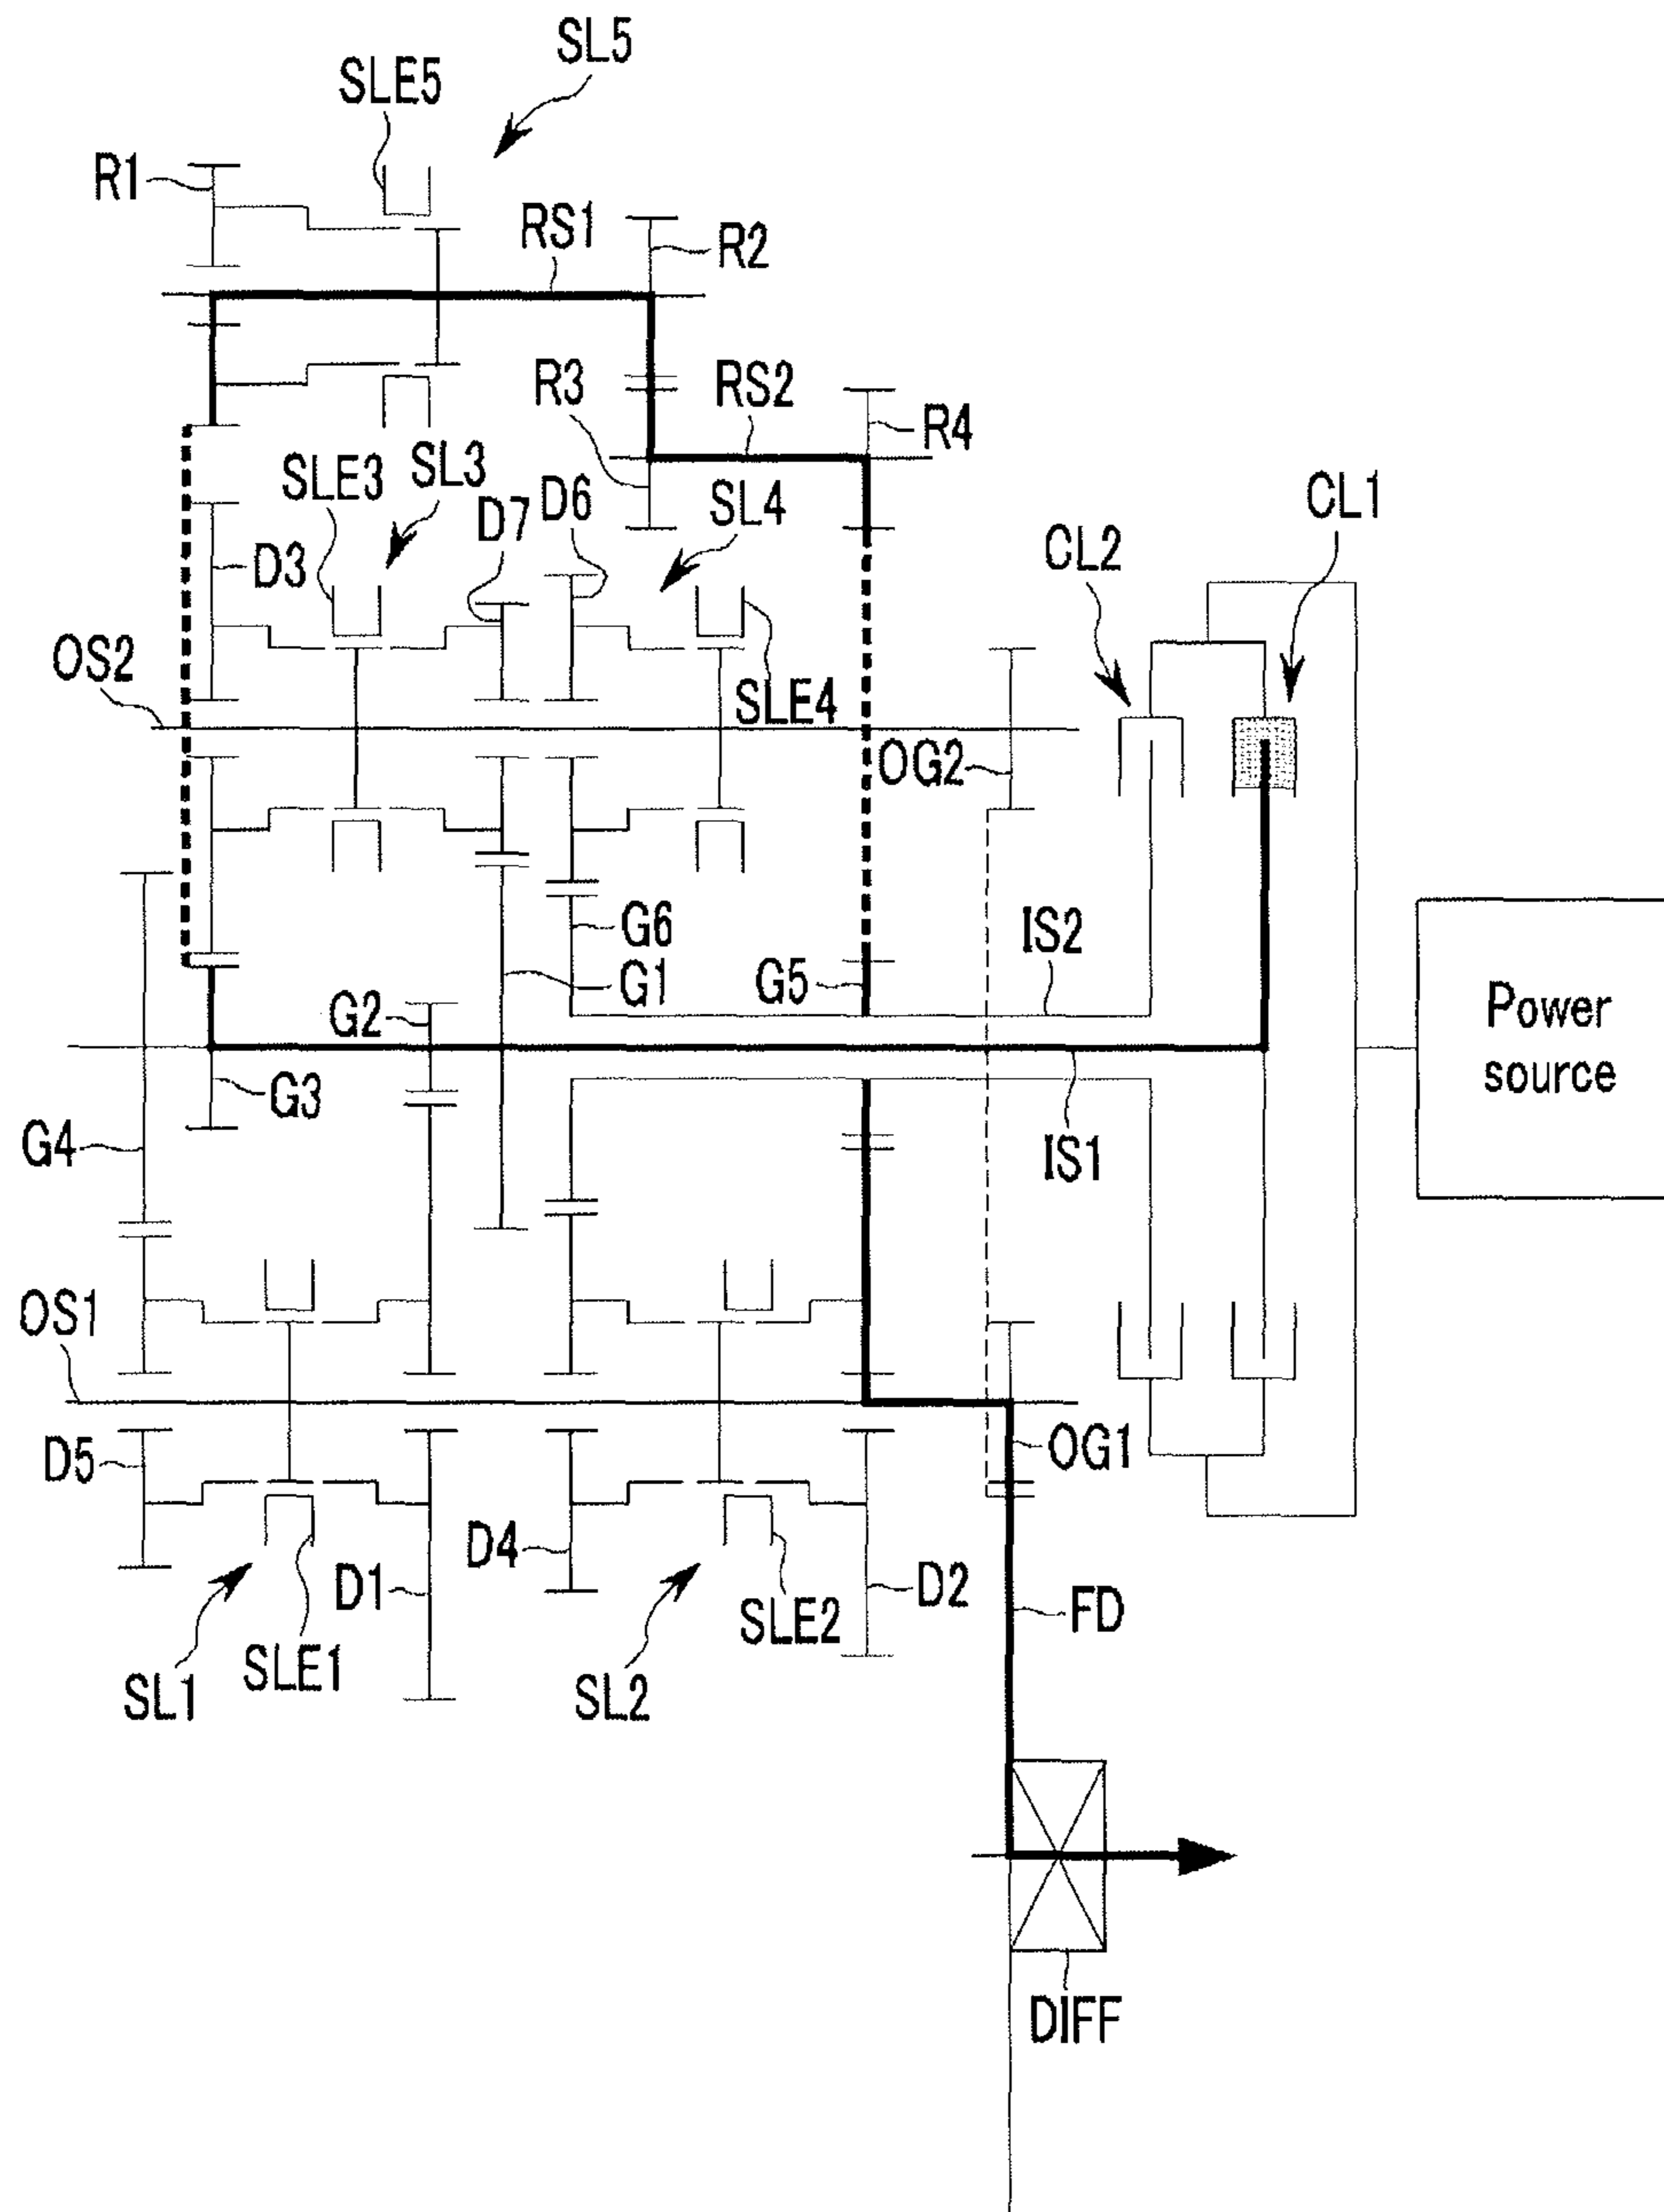 SL5
SLE5
R1
RS1
R2
R3
RS2
R4
SLE3
SL3
D7
D6
SL4
CL2
CL1
D3
OS2
SLE4
OG2
G6
IS2
G1
G5
G2
Power
source
G3
G4
IS1
OS1
D5
OG1
D4
D1
D2
FD
SLE2
SLE1
SL1
SL2
DIFF